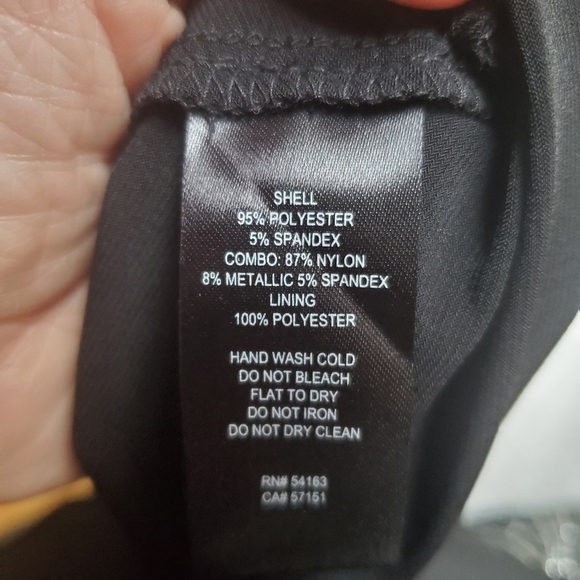 SHELL
95% POLYESTER
5% SPANDEX
COMBO: 87% NYLON
8% METALLIC 5% SPANDEX
LINING
100% POLYESTER
HAND WASH COLD
DO NOT BLEACH
FLAT TO DRY
DO NOT IRON
DO NOT DRY CLEAN
RN# 54163
CA# 57151